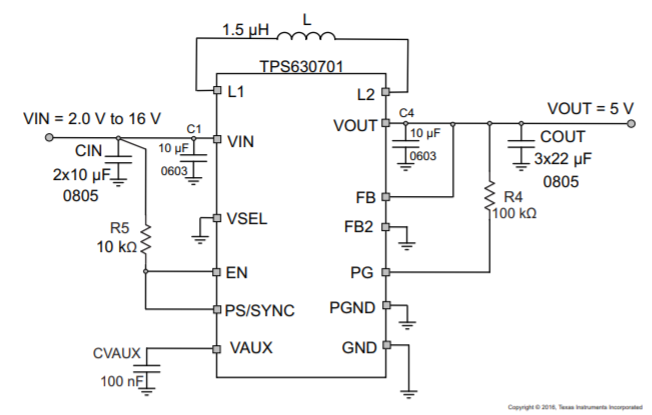 L
1.5 µH
TPS630701
L1
L2
VIN = 2.0 V to 16 V
VOUT = 5 V
C1
C4
VIN
VOUT
CIN
10 µF
10 µF
COUT
2x10 µF
0603
0603
3x22 µF
0805
0805
FB
R4
VSEL
100 kΩ
R5
FB2
10 kΩ
EN
PG
PS/SYNC
PGND
CVAUX
VAUX
GND
100 nF
Copyright © 2016, Texas Instruments Incorporated